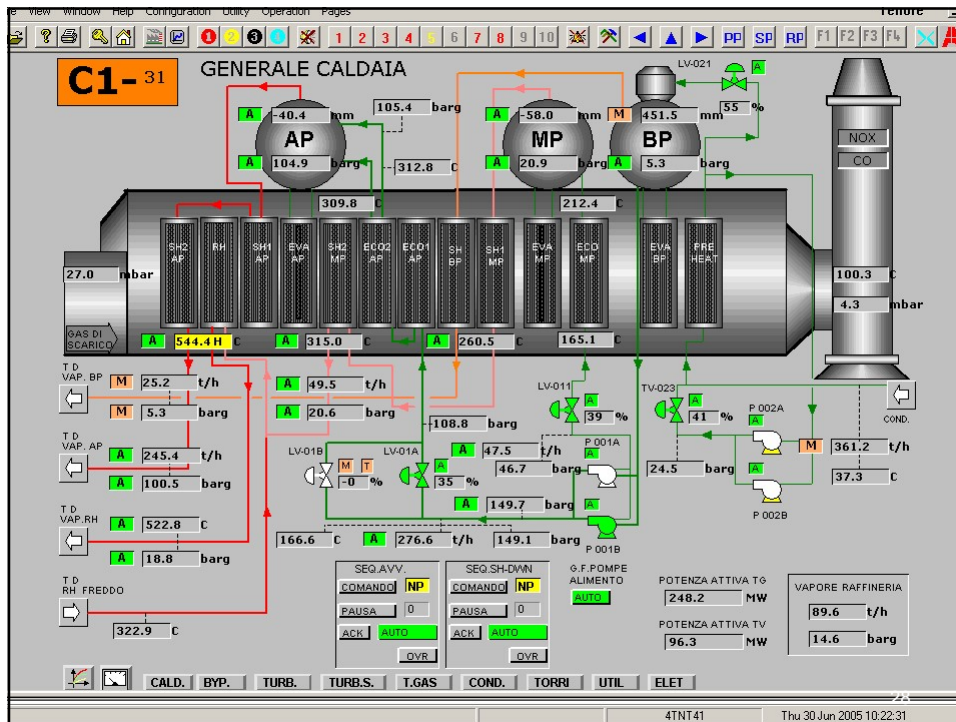 File View Window Help Configuration Utility Operation Pages
1 2 3 4
1 2 3 4 5 6 7 8 9 10
PP SP RP F1 F2 F3 F4
C1- 31
GENERALE CALDAIA
LV-021
A
55 %
A -40.4 mm
AP
A 104.9 barg
105.4 barg
312.8 C
A -58.0 mm
MP
A 20.9 barg
M 451.5 mm
BP
A 5.3 barg
NOX
CO
309.8 C
212.4 C
27.0 mbar
SH2 AP
RH
SH1 AP
EVA AP
SH2 MP
ECO2 AP
ECO1 AP
SH BP
SH1 MP
EVA MP
ECO MP
EVA BP
PRE HEAT
100.3 C
4.3 mbar
GAS DI
SCARICO
A 544.4 H C
A 315.0 C
A 260.5 C
165.1 C
T D
VAP. BP
M 25.2 t/h
M 5.3 barg
A 49.5 t/h
A 20.6 barg
108.8 barg
LV-011
A
39 %
TV-023
A
41 %
P 002A
A
COND.
T D
VAP. AP
A 245.4 t/h
A 100.5 barg
LV-01B
M T
-0 %
LV-01A
A
35 %
A 47.5 t/h
46.7 barg
P 001A
A
24.5 barg
M 361.2 t/h
37.3 C
A
P 002B
T D
VAP.RH
A 522.8 C
A 18.8 barg
A 149.7 barg
A
166.6 C
A 276.6 t/h
149.1 barg
P 001B
T D
RH FREDDO
322.9 C
SEQ.AVV.
COMANDO NP
PAUSA 0
ACK AUTO
OVR
SEQ.SH-DWN
COMANDO NP
PAUSA 0
ACK AUTO
OVR
G.F.POMPE
ALIMENTO
AUTO
POTENZA ATTIVA TG
248.2 MW
POTENZA ATTIVA TV
96.3 MW
VAPORE RAFFINERIA
89.6 t/h
14.6 barg
CALD. BYP. TURB. TURB.S. T.GAS COND. TORRI UTIL ELET
28
4TNT41 Thu 30 Jun 2005 10:22:31